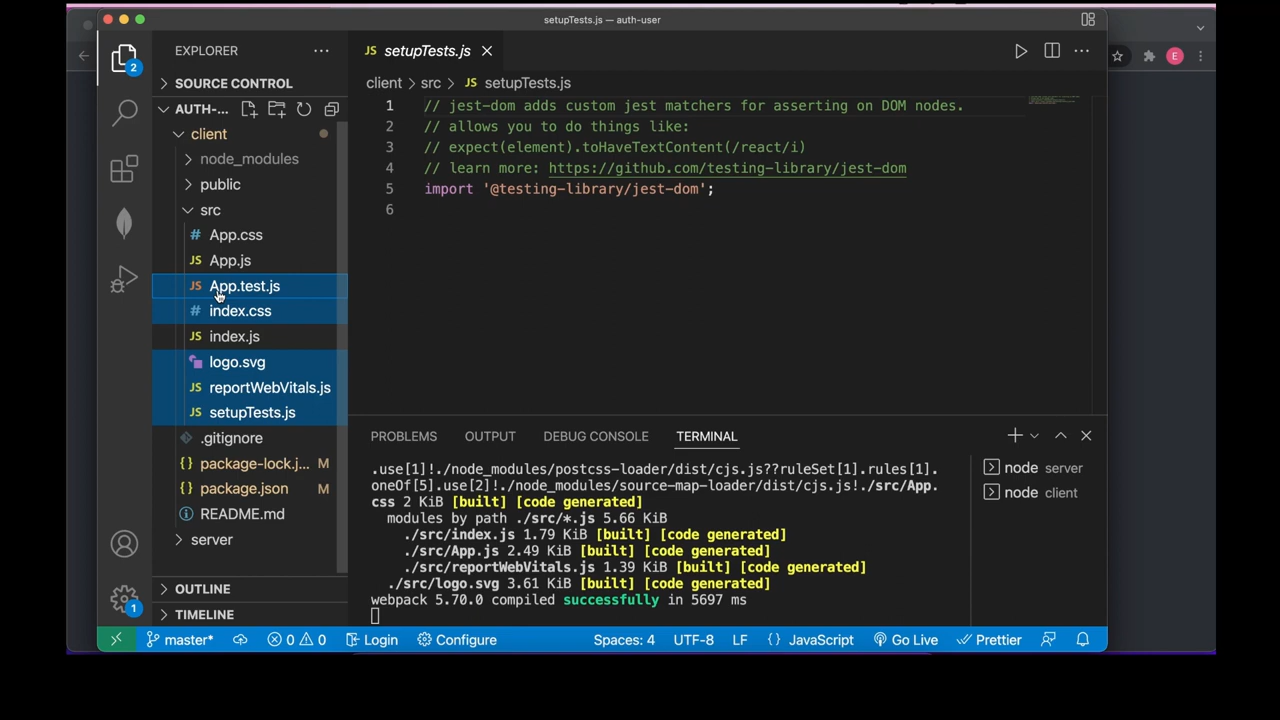 setupTests.js — auth-user
EXPLORER
SOURCE CONTROL
AUTH-...
client
node_modules
public
src
# App.css
JS App.js
JS App.test.js
# index.css
JS index.js
logo.svg
JS reportWebVitals.js
JS setupTests.js
.gitignore
{} package-lock.j... M
{} package.json M
README.md
server
OUTLINE
TIMELINE
2
1
JS setupTests.js
client > src > JS setupTests.js
1 // jest-dom adds custom jest matchers for asserting on DOM nodes.
2 // allows you to do things like:
3 // expect(element).toHaveTextContent(/react/i)
4 // learn more: https://github.com/testing-library/jest-dom
5 import '@testing-library/jest-dom';
6
PROBLEMS OUTPUT DEBUG CONSOLE TERMINAL
.use[1]!./node_modules/postcss-loader/dist/cjs.js??ruleSet[1].rules[1].
oneOf[5].use[2]!./node_modules/source-map-loader/dist/cjs.js!./src/App.
css 2 KiB [built] [code generated]
modules by path ./src/*.js 5.66 KiB
./src/index.js 1.79 KiB [built] [code generated]
./src/App.js 2.49 KiB [built] [code generated]
./src/reportWebVitals.js 1.39 KiB [built] [code generated]
./src/logo.svg 3.61 KiB [built] [code generated]
webpack 5.70.0 compiled successfully in 5697 ms
node server
node client
master* 0 0 Login Configure Spaces: 4 UTF-8 LF {} JavaScript Go Live Prettier
E